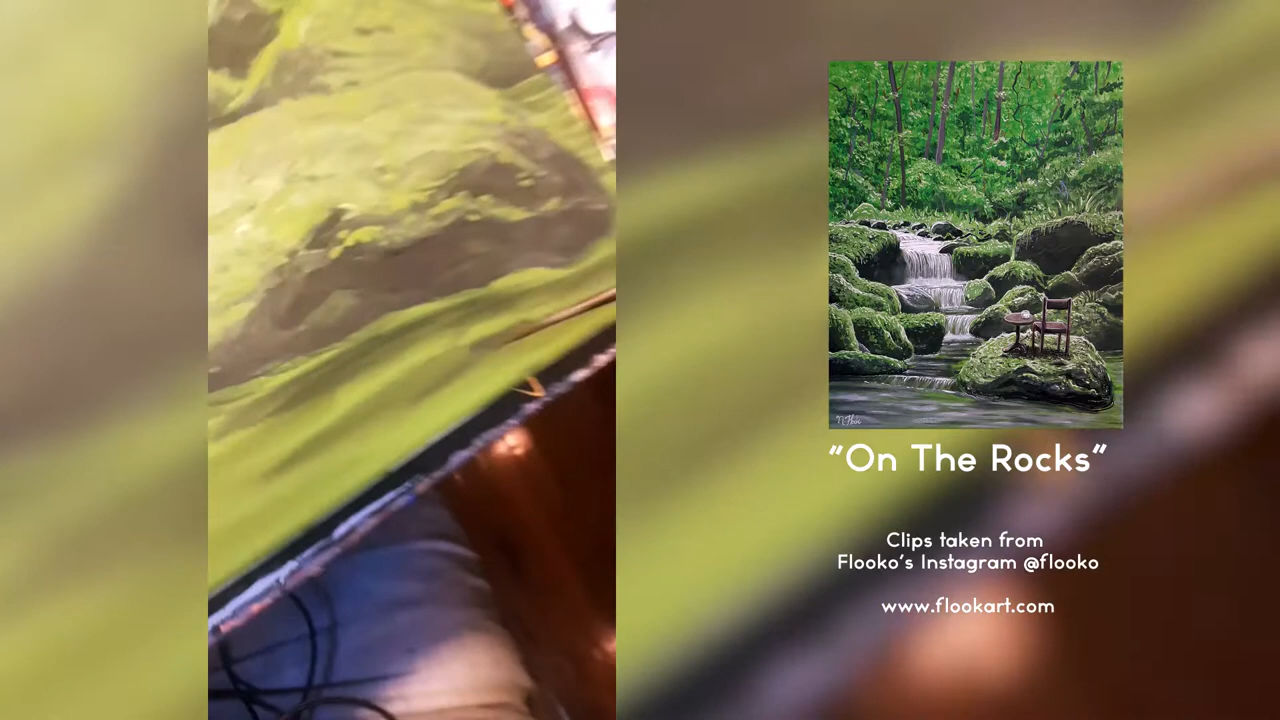 “On The Rocks”
Clips taken from
Flooko's Instagram @flooko
www.flookart.com